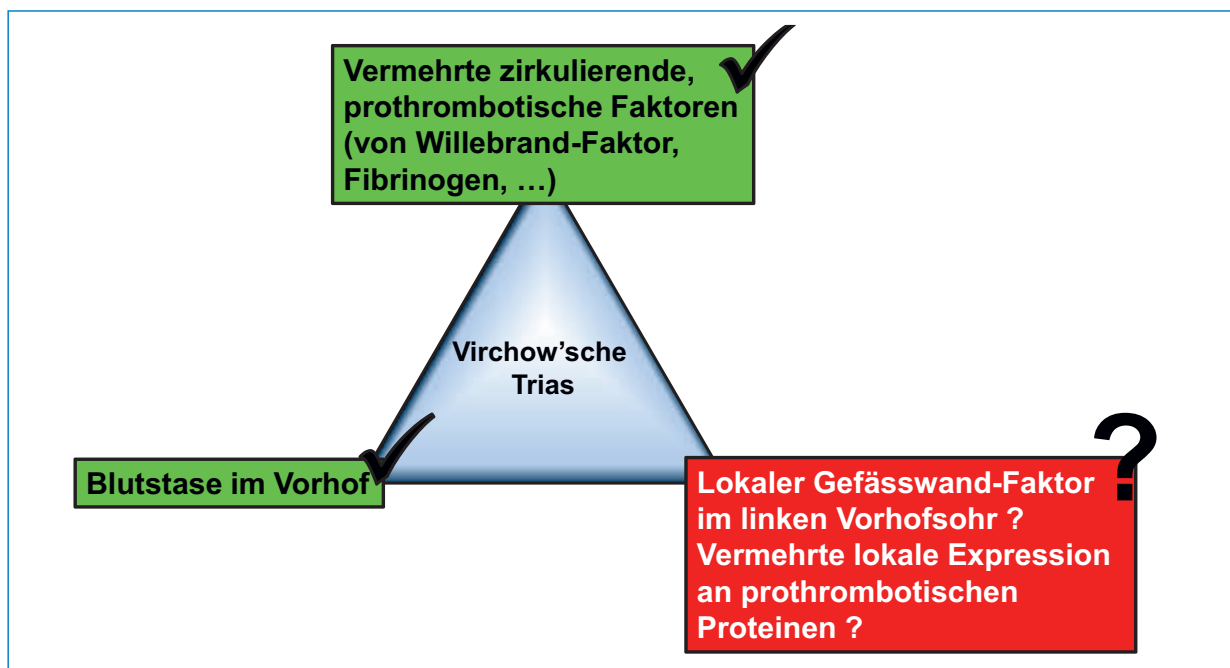 Vermehrte zirkulierende,
prothrombotische Faktoren
(von Willebrand-Faktor,
Fibrinogen, …)
Virchow’sche
Trias
Blutstase im Vorhof
?
Lokaler Gefässwand-Faktor
im linken Vorhofsohr ?
Vermehrte lokale Expression
an prothrombotischen
Proteinen ?